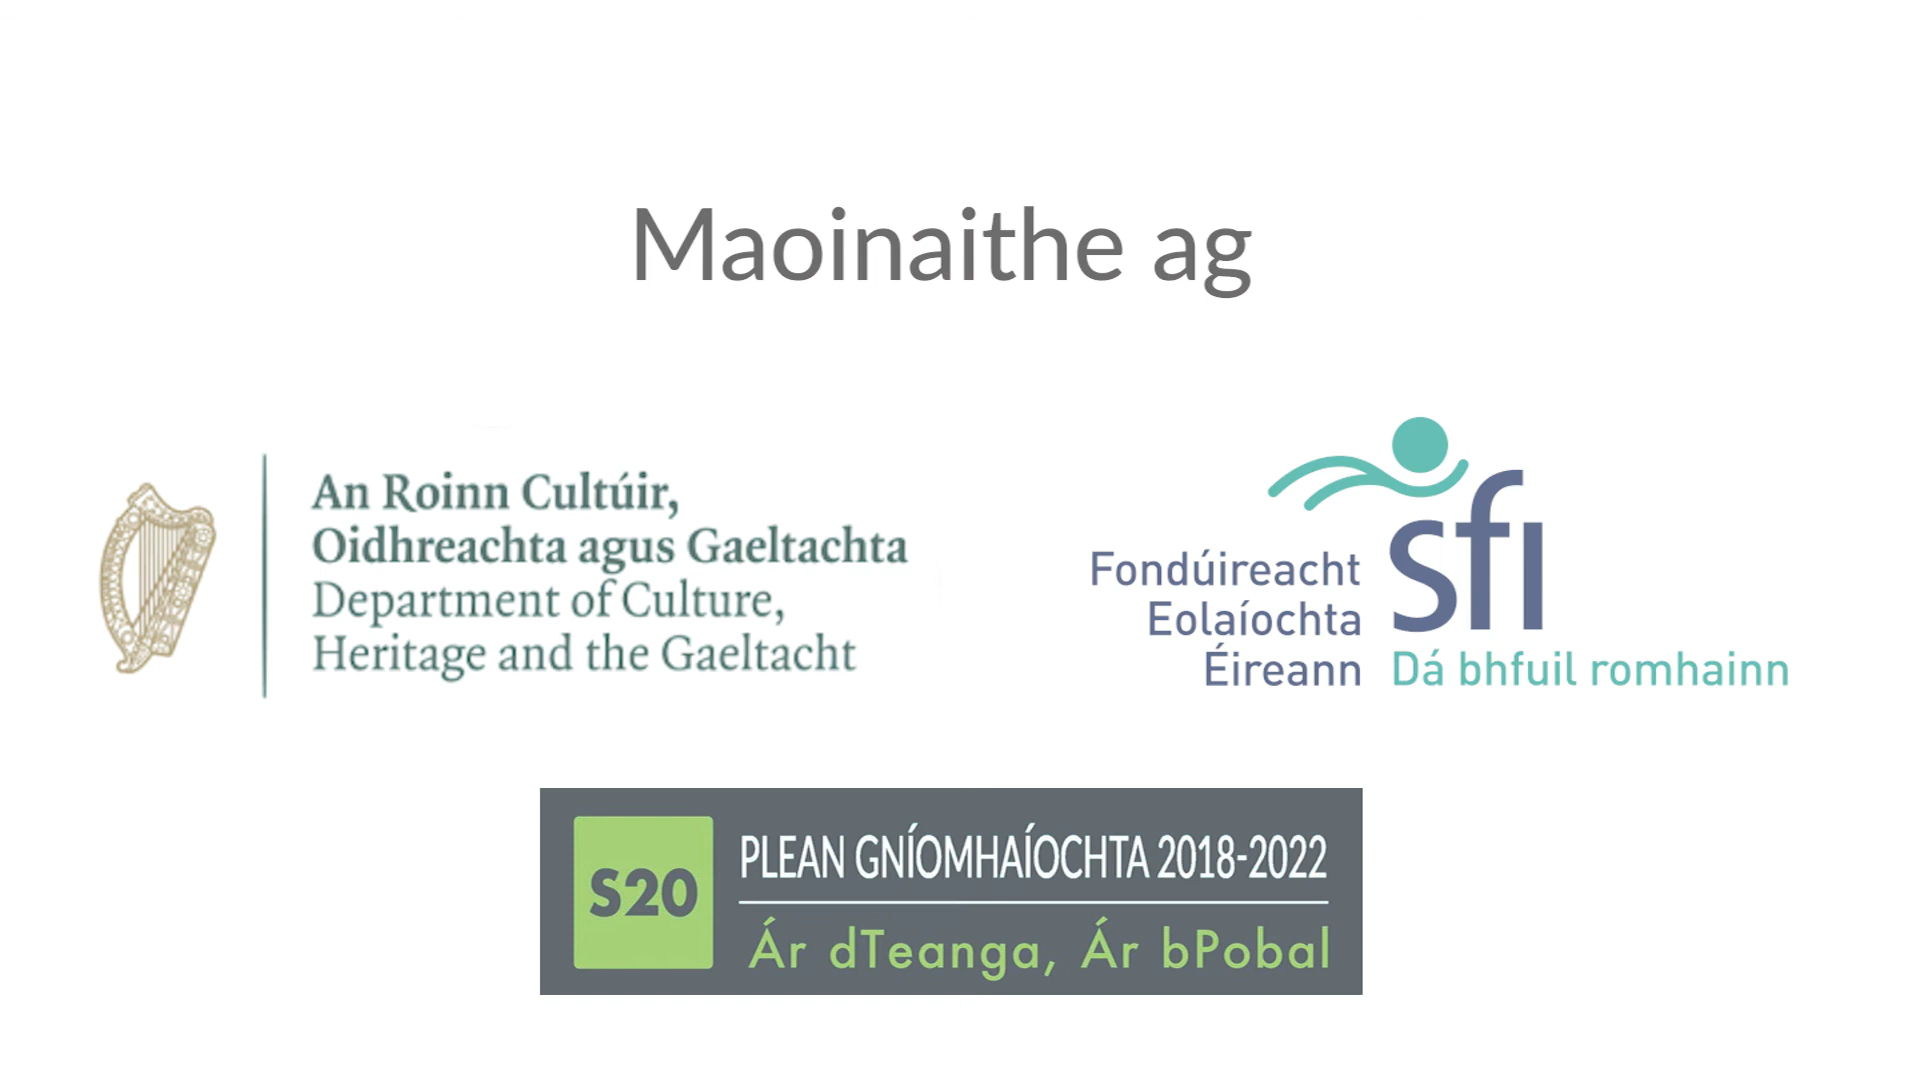 Maoinaithe ag
An Roinn Cultúir,
Oidhreachta agus Gaeltachta
Department of Culture,
Heritage and the Gaeltacht
sfi
Fondúireacht
Eolaíochta
Éireann
Dá bhfuil romhainn
S20
PLEAN GNÍOMHAÍOCHTA 2018-2022
Ár dTeanga, Ár bPobal